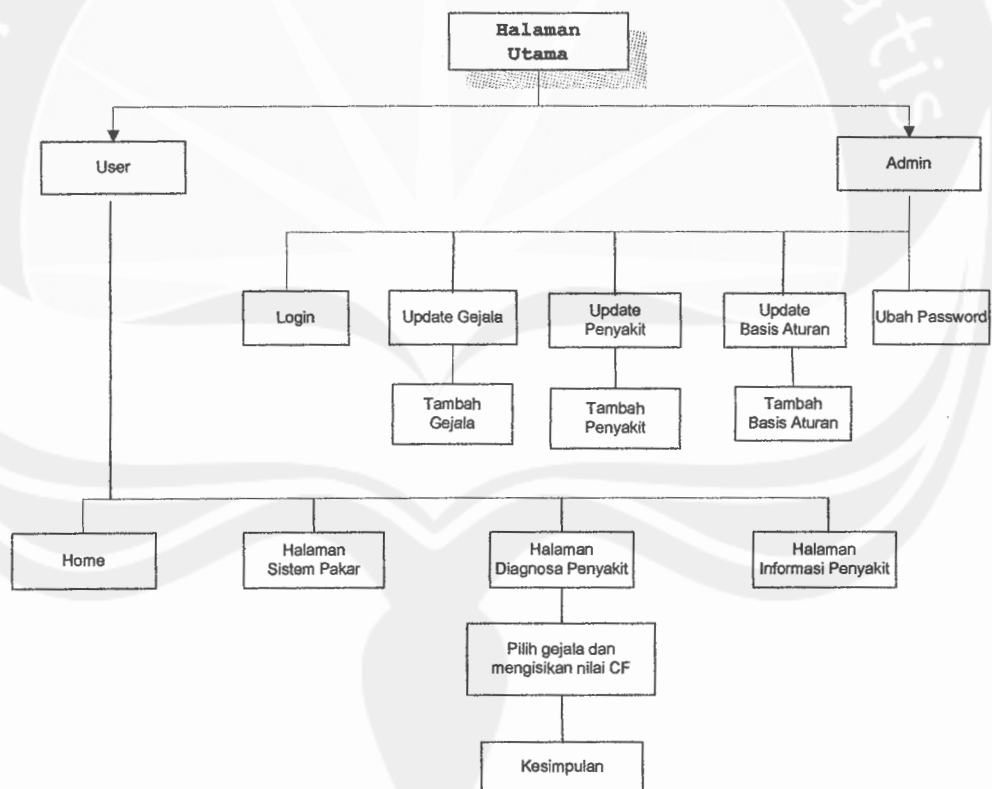 Halaman
Utama
User
Admin
Login
Update Gejala
Update
Penyakit
Update
Basis Aturan
Ubah Password
Tambah
Gejala
Tambah
Penyakit
Tambah
Basis Aturan
Home
Halaman
Sistem Pakar
Halaman
Diagnosa Penyakit
Halaman
Informasi Penyakit
Pilih gejala dan
mengisikan nilai CF
Kesimpulan